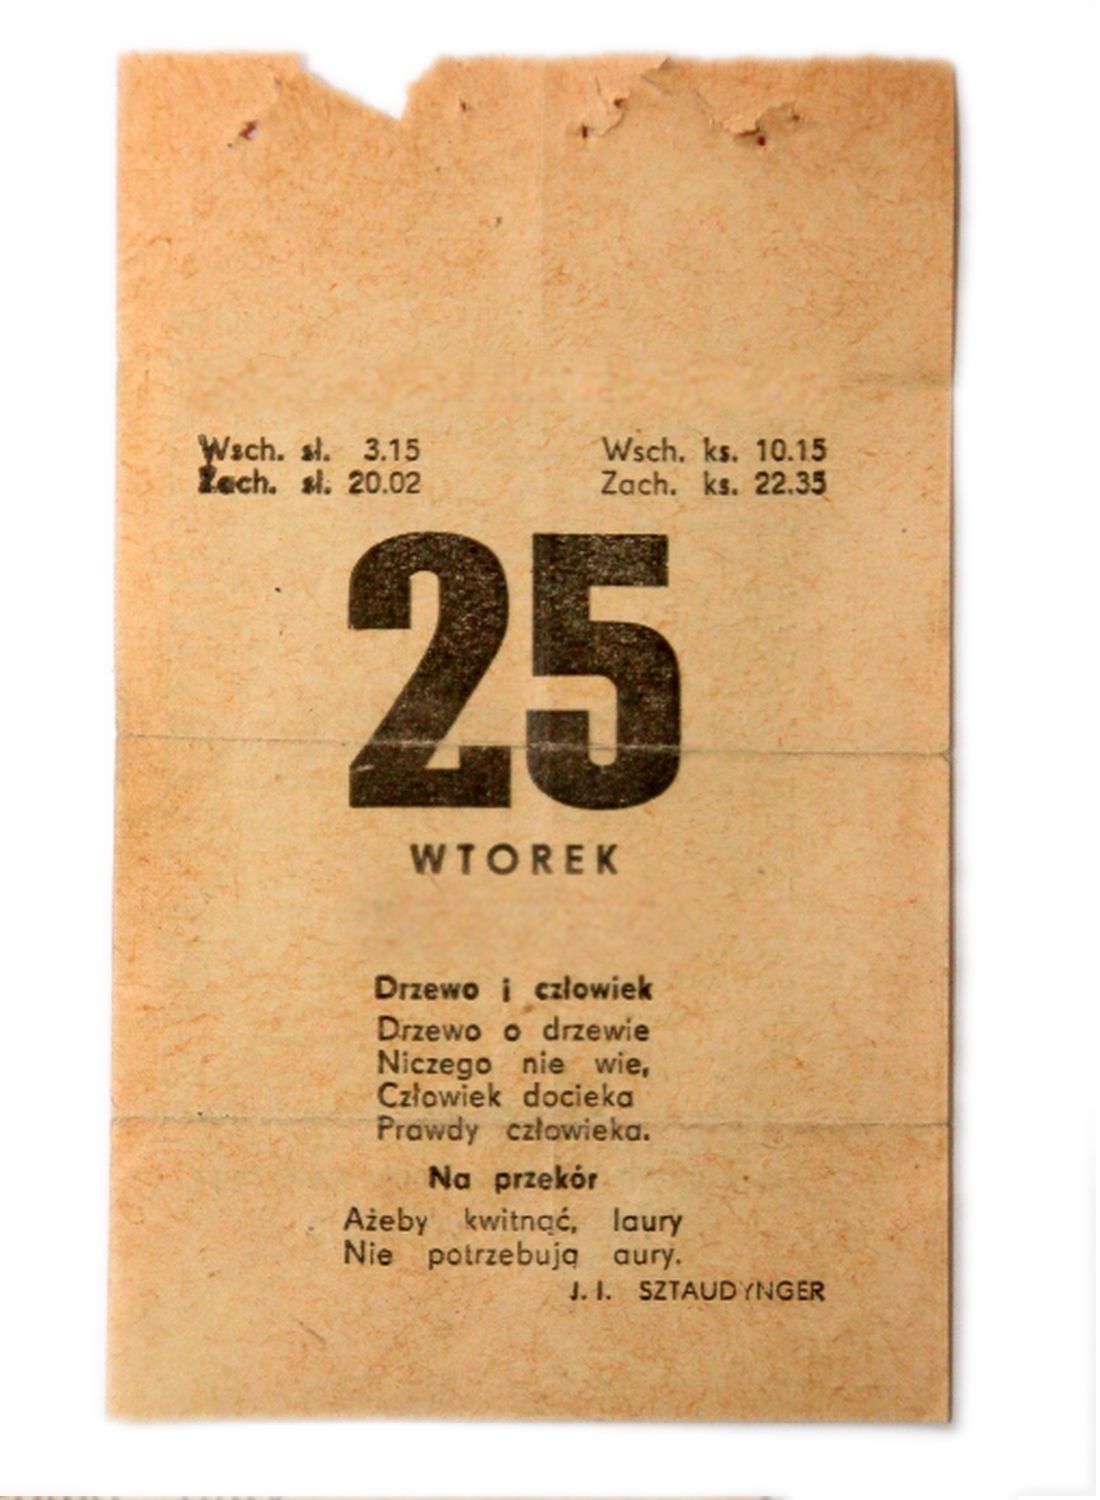 Wsch. sł. 3.15 Wsch. ks. 10.15
Zach. sł. 20.02 Zach. ks. 22.35
25
WTOREK
Drzewo i człowiek
Drzewo o drzewie
Niczego nie wie,
Człowiek docieka
Prawdy człowieka.
Na przekór
Ażeby kwitnąć, laury
Nie potrzebują aury.
J. I. SZTAUDYNGER